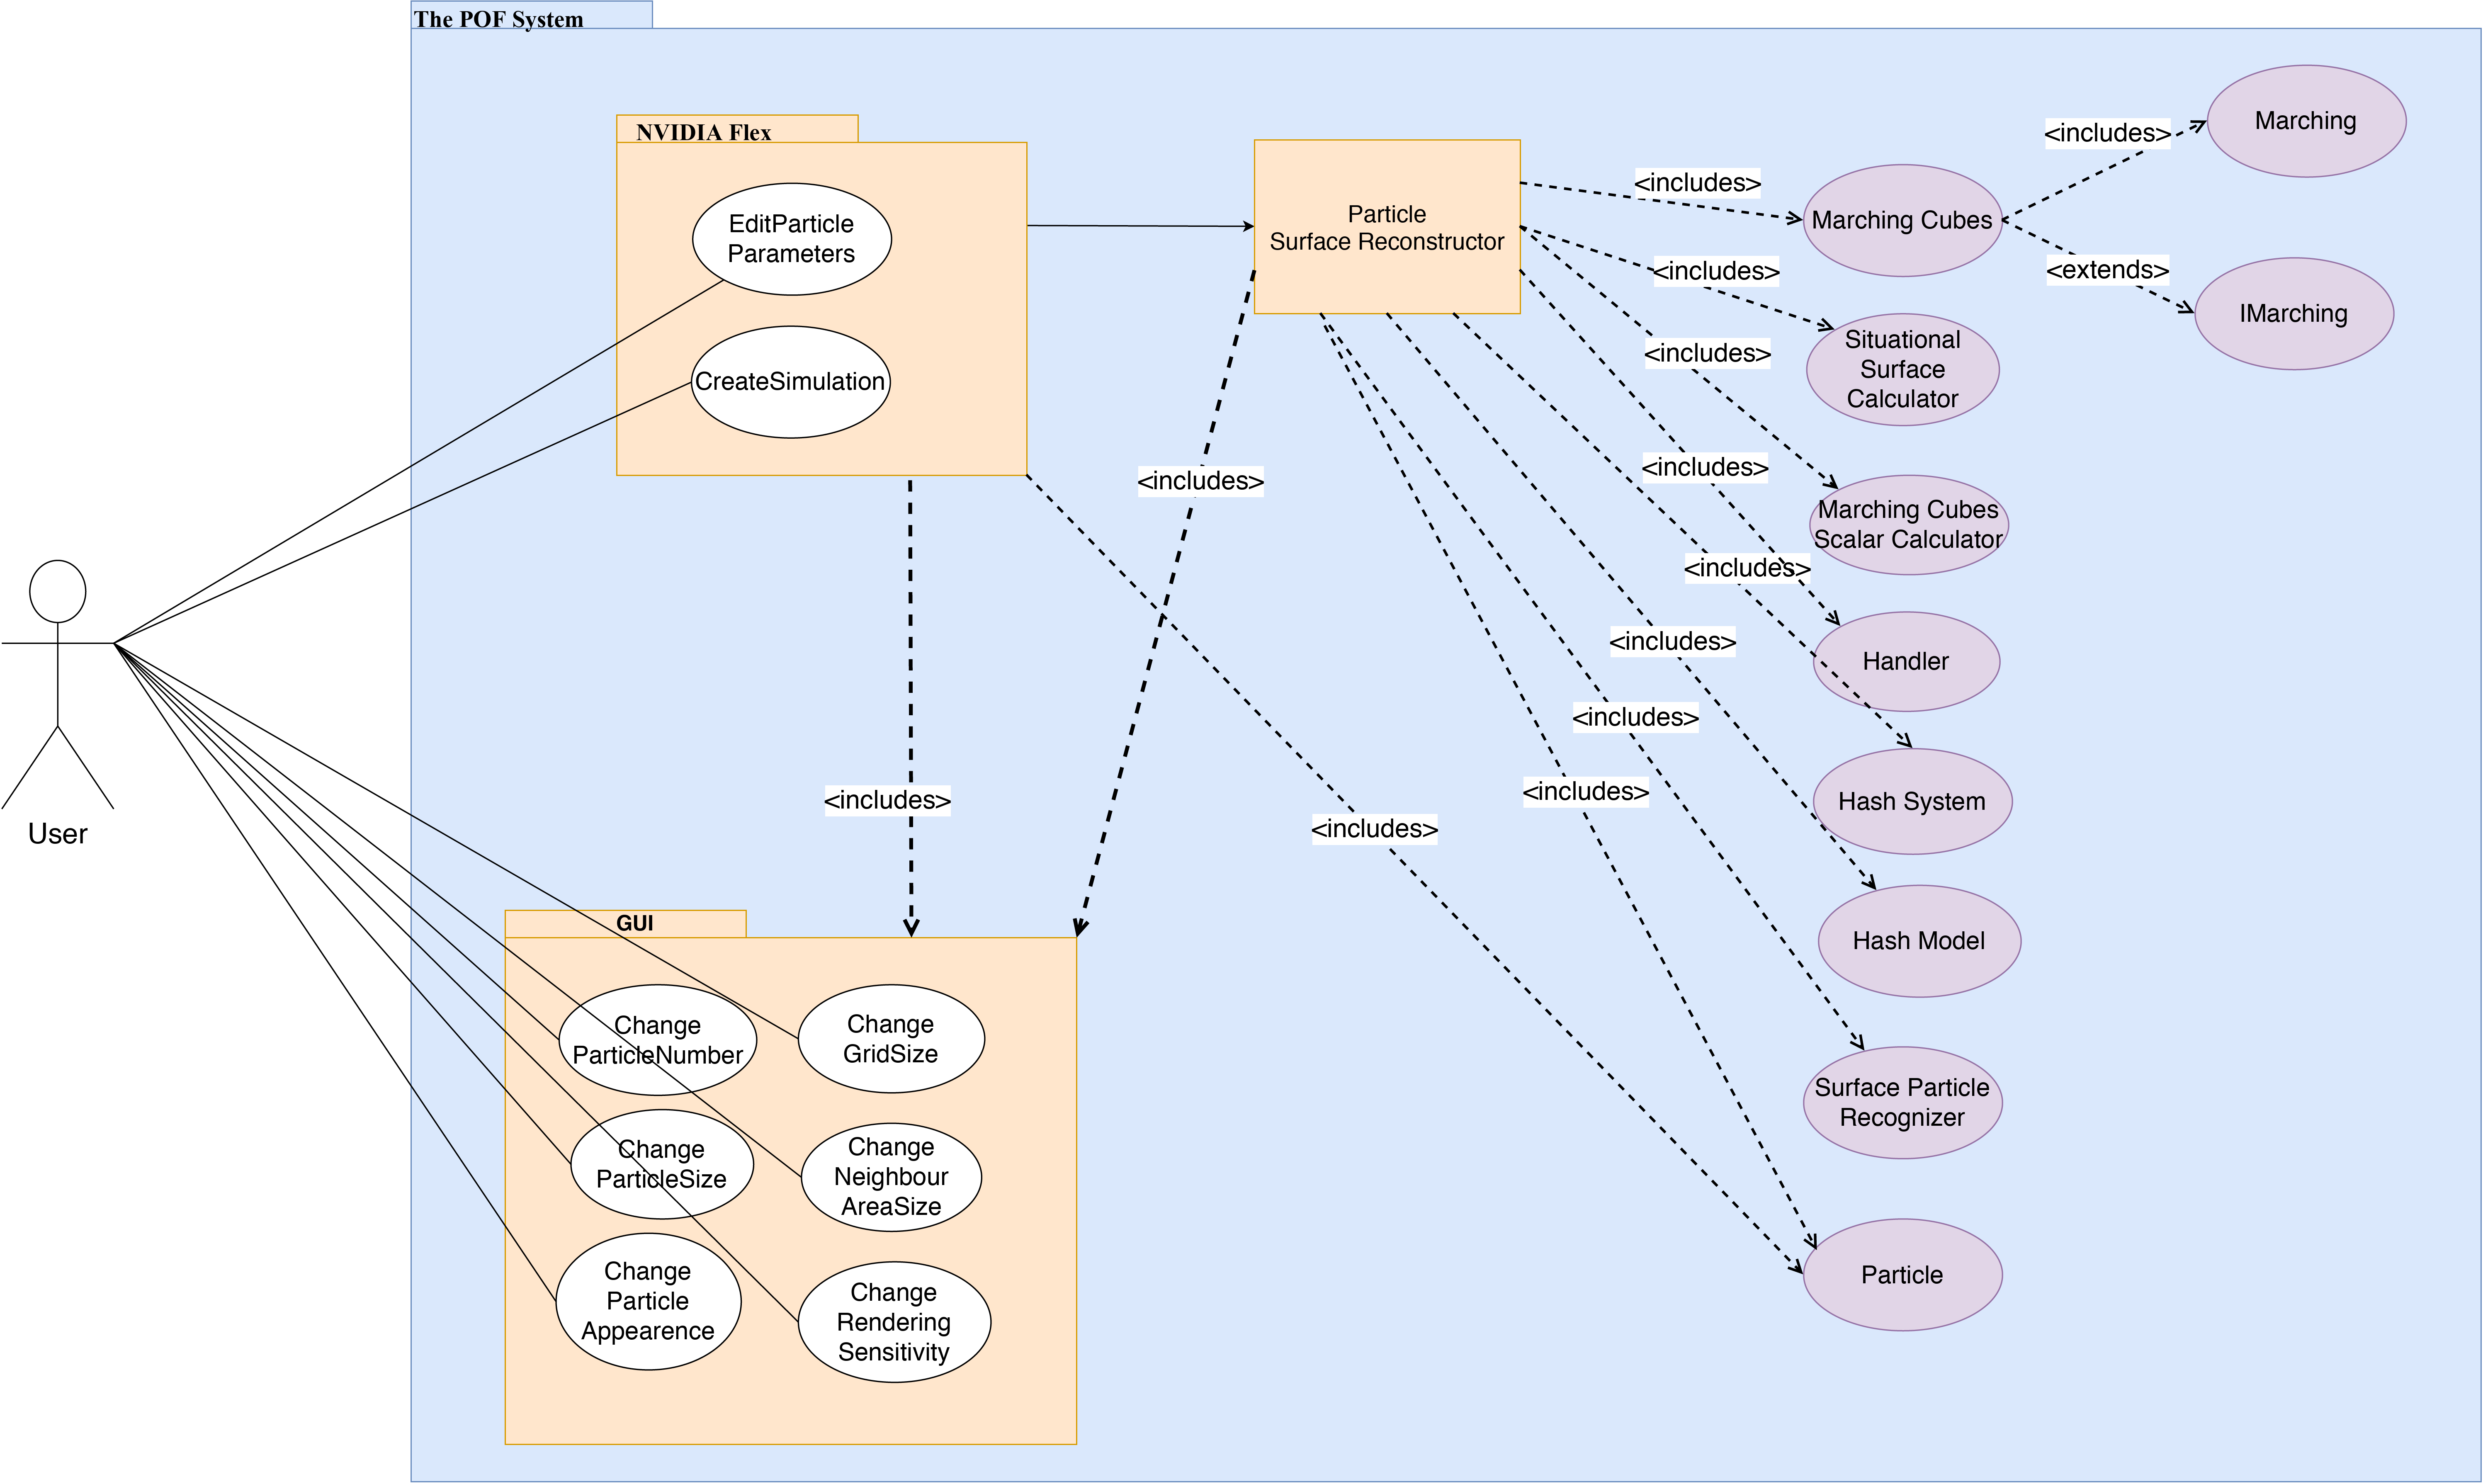 The POF System
NVIDIA Flex
EditParticle
Parameters
CreateSimulation
Particle
Surface Reconstructor
<includes>
Marching Cubes
<includes>
Marching
<extends>
IMarching
<includes>
Situational
Surface
Calculator
<includes>
Marching Cubes
Scalar Calculator
<includes>
Handler
<includes>
Hash System
<includes>
Hash Model
<includes>
Surface Particle
Recognizer
<includes>
Particle
<includes>
<includes>
<includes>
User
GUI
Change
ParticleNumber
Change
GridSize
Change
ParticleSize
Change
Neighbour
AreaSize
Change
Particle
Appearence
Change
Rendering
Sensitivity